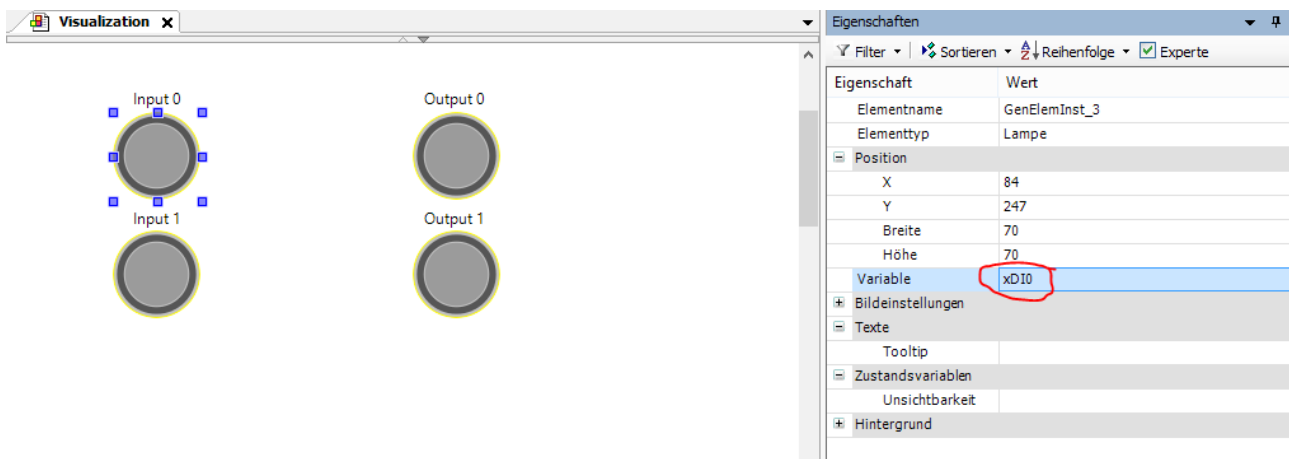 Visualization X
Input 0
Output 0
Input 1
Output 1
Eigenschaften
Filter Sortieren Reihenfolge Experte
Eigenschaft Wert
Elementname GenElemInst_3
Elementtyp Lampe
Position
X 84
Y 247
Breite 70
Höhe 70
Variable xDI0
Bildeinstellungen
Texte
Tooltip
Zustandsvariablen
Unsichtbarkeit
Hintergrund